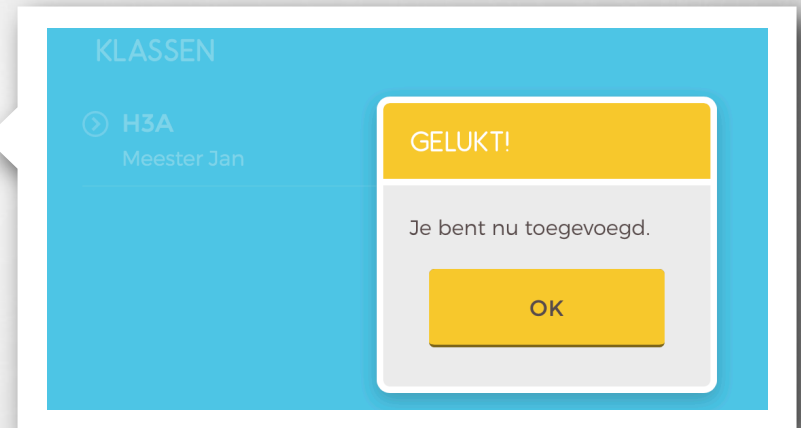 KLASSEN
H3A
Meester Jan
GELUKT!
Je bent nu toegevoegd.
OK